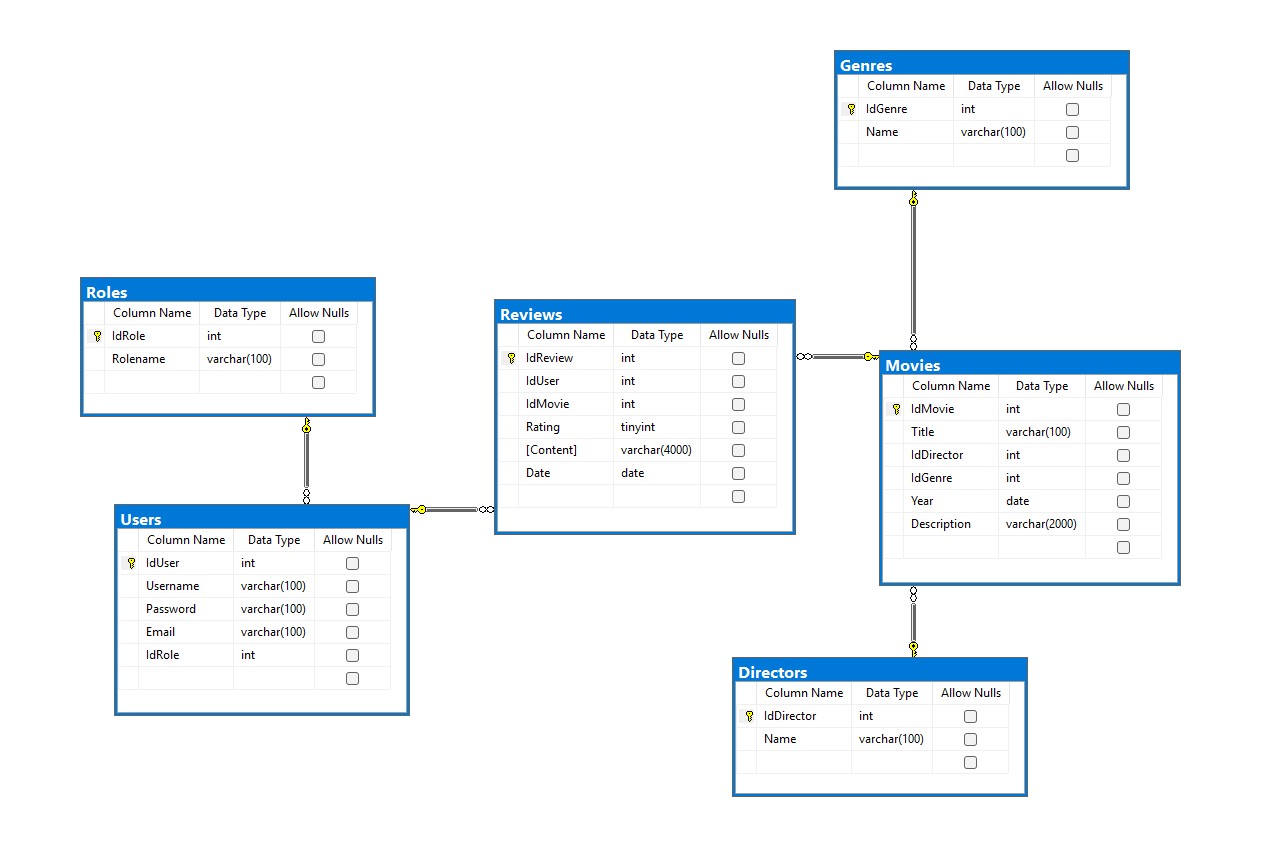 Genres
Column Name Data Type Allow Nulls
IdGenre int
Name varchar(100)
Roles
Column Name Data Type Allow Nulls
IdRole int
Rolename varchar(100)
Reviews
Column Name Data Type Allow Nulls
IdReview int
IdUser int
IdMovie int
Rating tinyint
[Content] varchar(4000)
Date date
Movies
Column Name Data Type Allow Nulls
IdMovie int
Title varchar(100)
IdDirector int
IdGenre int
Year date
Description varchar(2000)
Users
Column Name Data Type Allow Nulls
IdUser int
Username varchar(100)
Password varchar(100)
Email varchar(100)
IdRole int
Directors
Column Name Data Type Allow Nulls
IdDirector int
Name varchar(100)